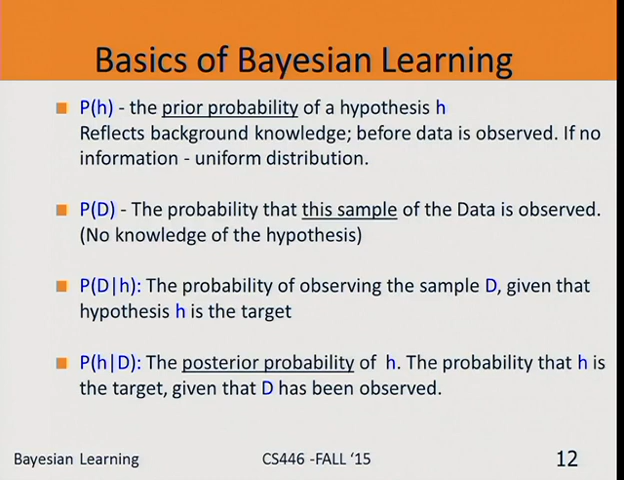 Basics of Bayesian Learning
P(h) - the prior probability of a hypothesis h
Reflects background knowledge; before data is observed. If no
information - uniform distribution.
P(D) - The probability that this sample of the Data is observed.
(No knowledge of the hypothesis)
P(D|h): The probability of observing the sample D, given that
hypothesis h is the target
P(h|D): The posterior probability of h. The probability that h is
the target, given that D has been observed.
Bayesian Learning
CS446 -FALL ‘15
12